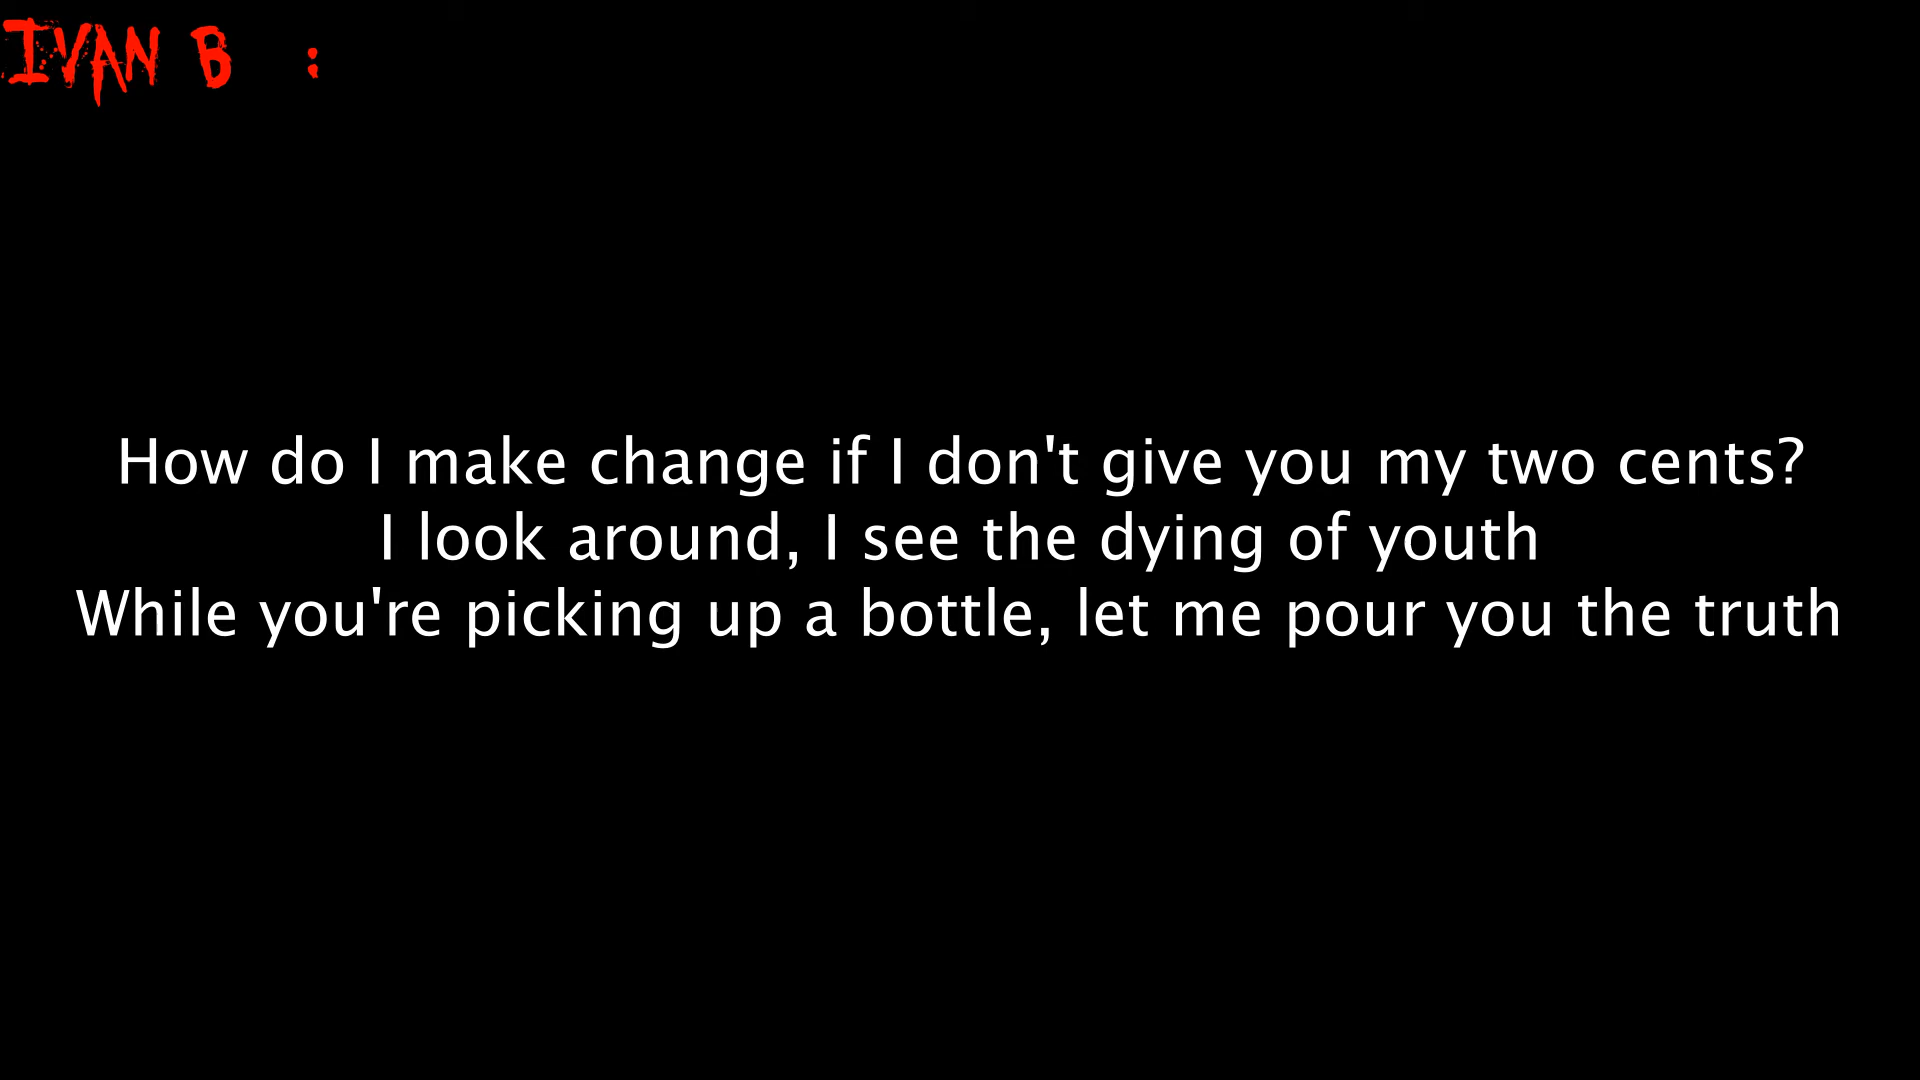 IVAN B :
How do I make change if I don't give you my two cents?
I look around, I see the dying of youth
While you're picking up a bottle, let me pour you the truth